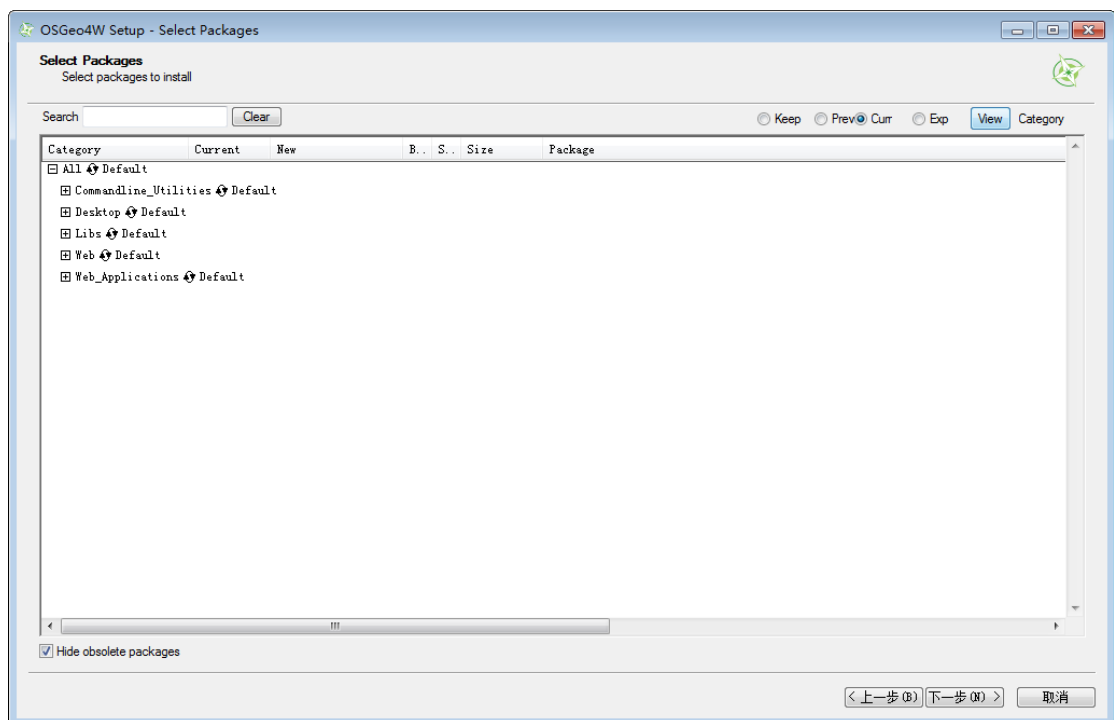 OSGeo4W Setup - Select Packages
Select Packages
Select packages to install
Search Clear Keep Prev Curr Exp View Category
Category Current New B.. S.. Size Package
All Default
Commandline_Utilities Default
Desktop Default
Libs Default
Web Default
Web_Applications Default
Hide obsolete packages
< 上一步(B) 下一步(N) > 取消